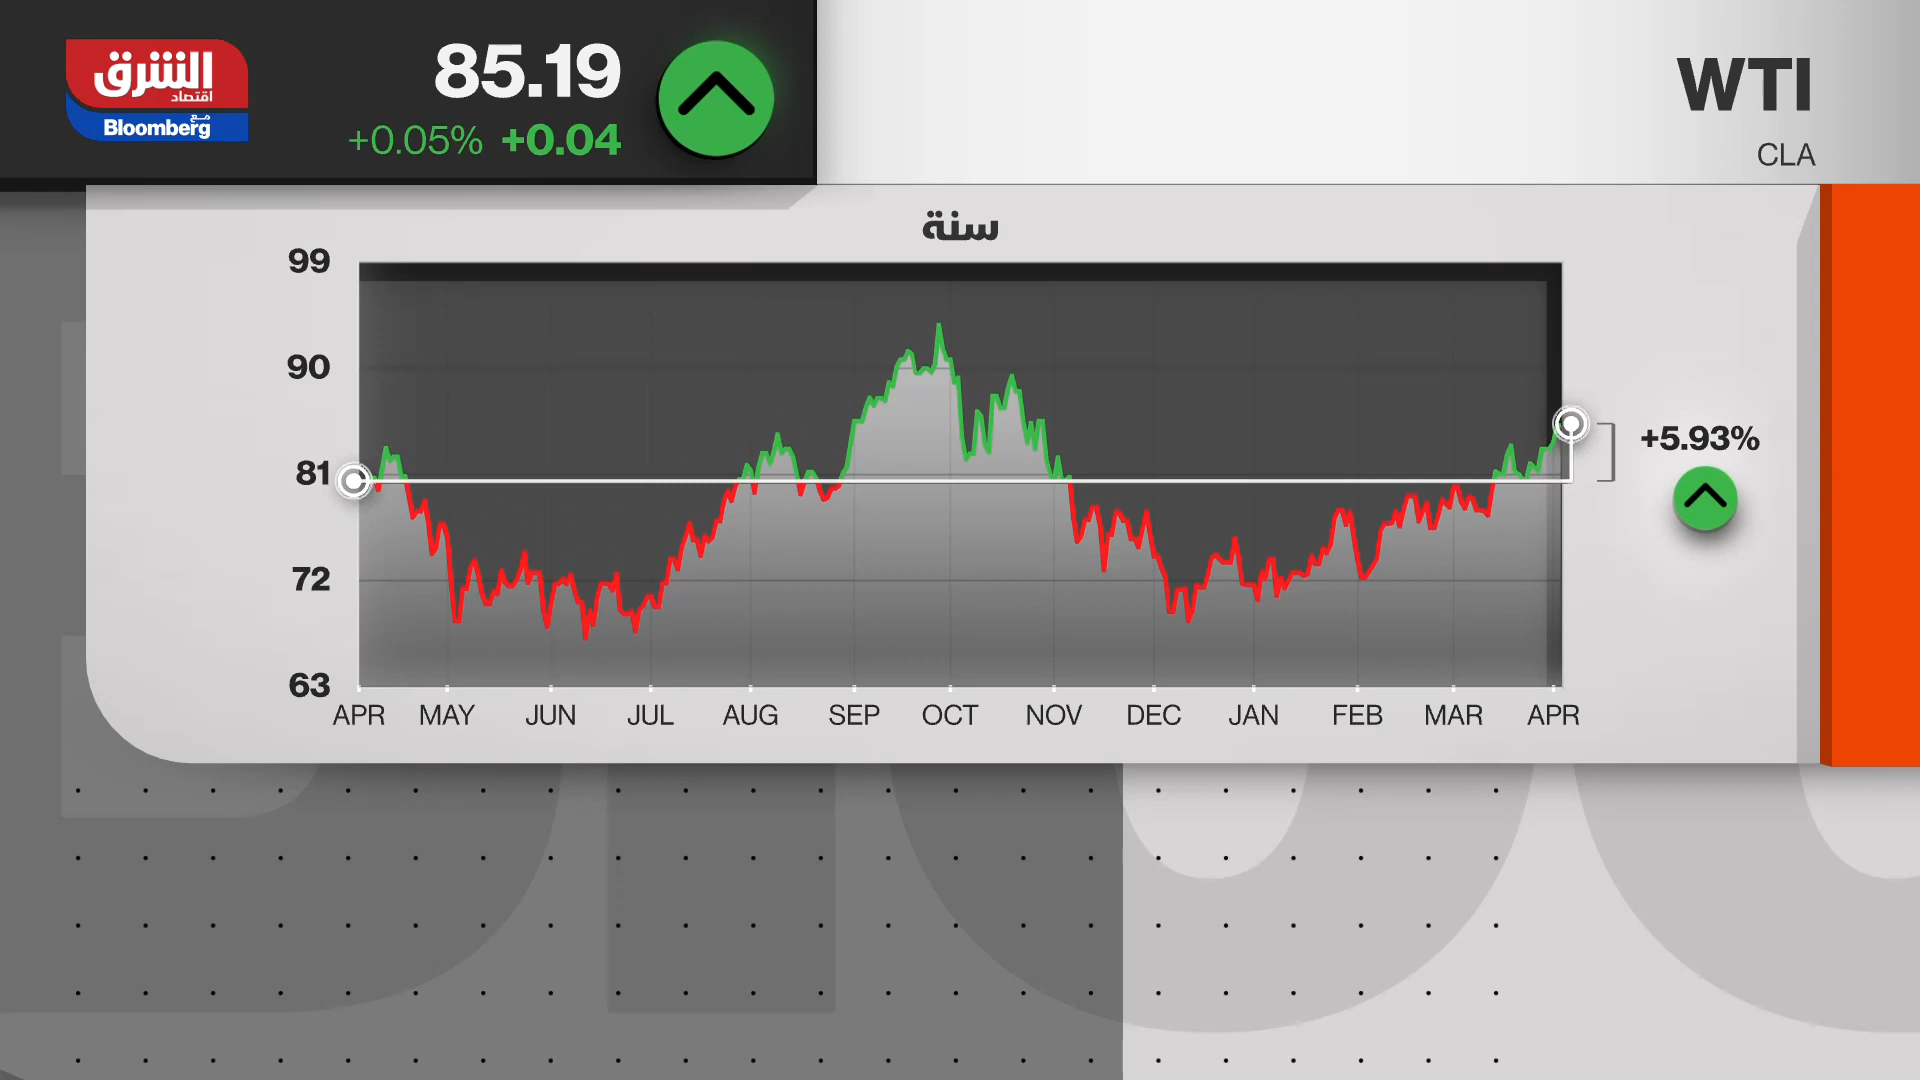 الشرق
اقتصاد
مع
Bloomberg
85.19
+0.05% +0.04
WTI
CLA
سنة
99
90
81
72
63
APR MAY JUN JUL AUG SEP OCT NOV DEC JAN FEB MAR APR
+5.93%